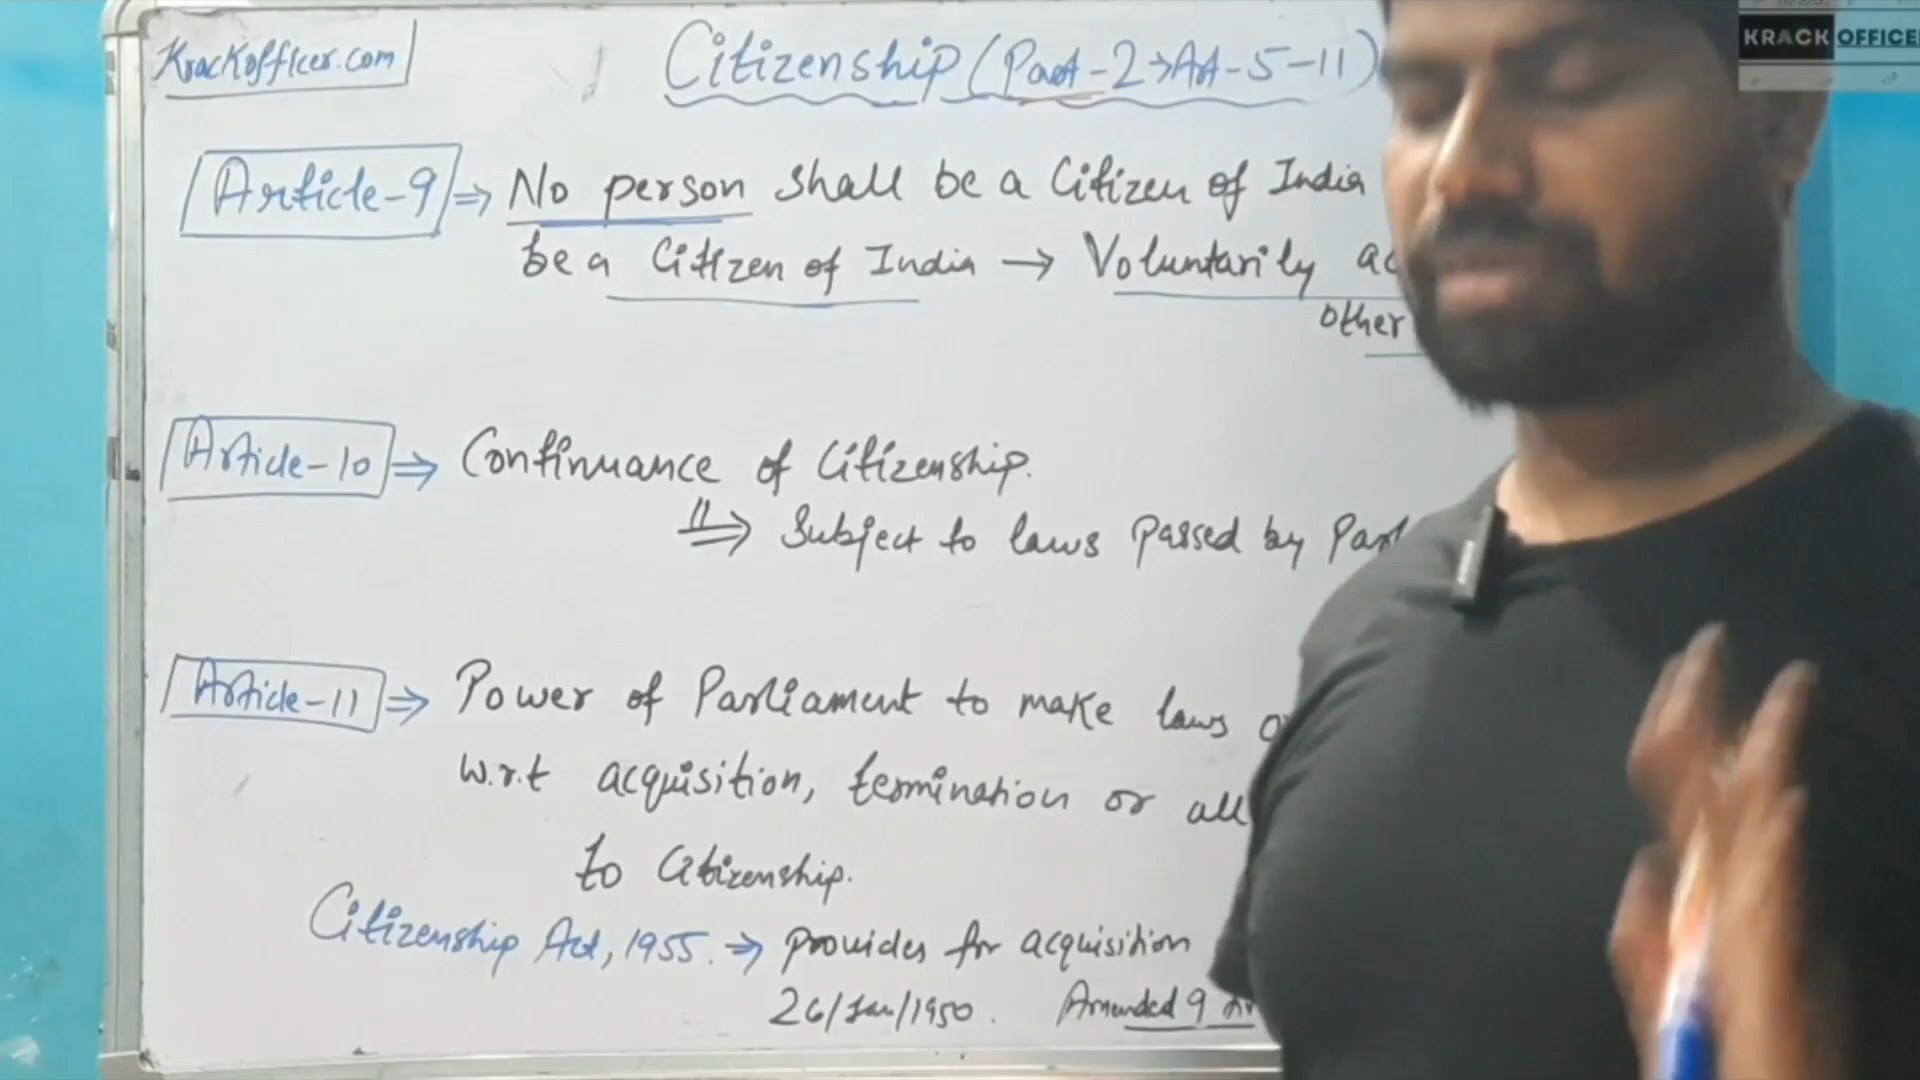 Krackofficer.com
Citizenship (Part-2→Art-5-11)
KRACK OFFICER
Article-9 ⇒ No person shall be a Citizen of India
be a Citizen of India → Voluntarily ac
other
Article-10 ⇒ Continuance of Citizenship.
⇒ Subject to laws passed by Parl
Article-11 ⇒ Power of Parliament to make laws
w.r.t acquisition, termination or all
to Citizenship.
Citizenship Act, 1955. ⇒ provides for acquisition
26/Jan/1950. Amended 9